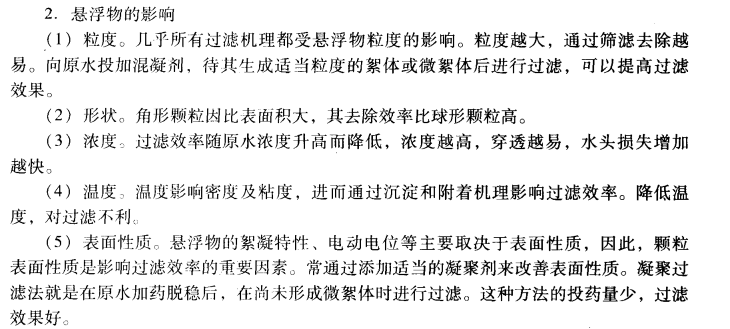 2．悬浮物的影响
（1）粒度。几乎所有过滤机理都受悬浮物粒度的影响。粒度越大，通过筛滤去除越
易。向原水投加混凝剂，待其生成适当粒度的絮体或微絮体后进行过滤，可以提高过滤
效果。
（2）形状。角形颗粒因比表面积大，其去除效率比球形颗粒高。
（3）浓度。过滤效率随原水浓度升高而降低，浓度越高，穿透越易，水头损失增加
越快。
（4）温度。温度影响密度及粘度，进而通过沉淀和附着机理影响过滤效率。降低温
度，对过滤不利。
（5）表面性质。悬浮物的絮凝特性、电动电位等主要取决于表面性质，因此，颗粒
表面性质是影响过滤效率的重要因素。常通过添加适当的凝聚剂来改善表面性质。凝聚过
滤法就是在原水加药脱稳后，在尚未形成微絮体时进行过滤。这种方法的投药量少，过滤
效果好。